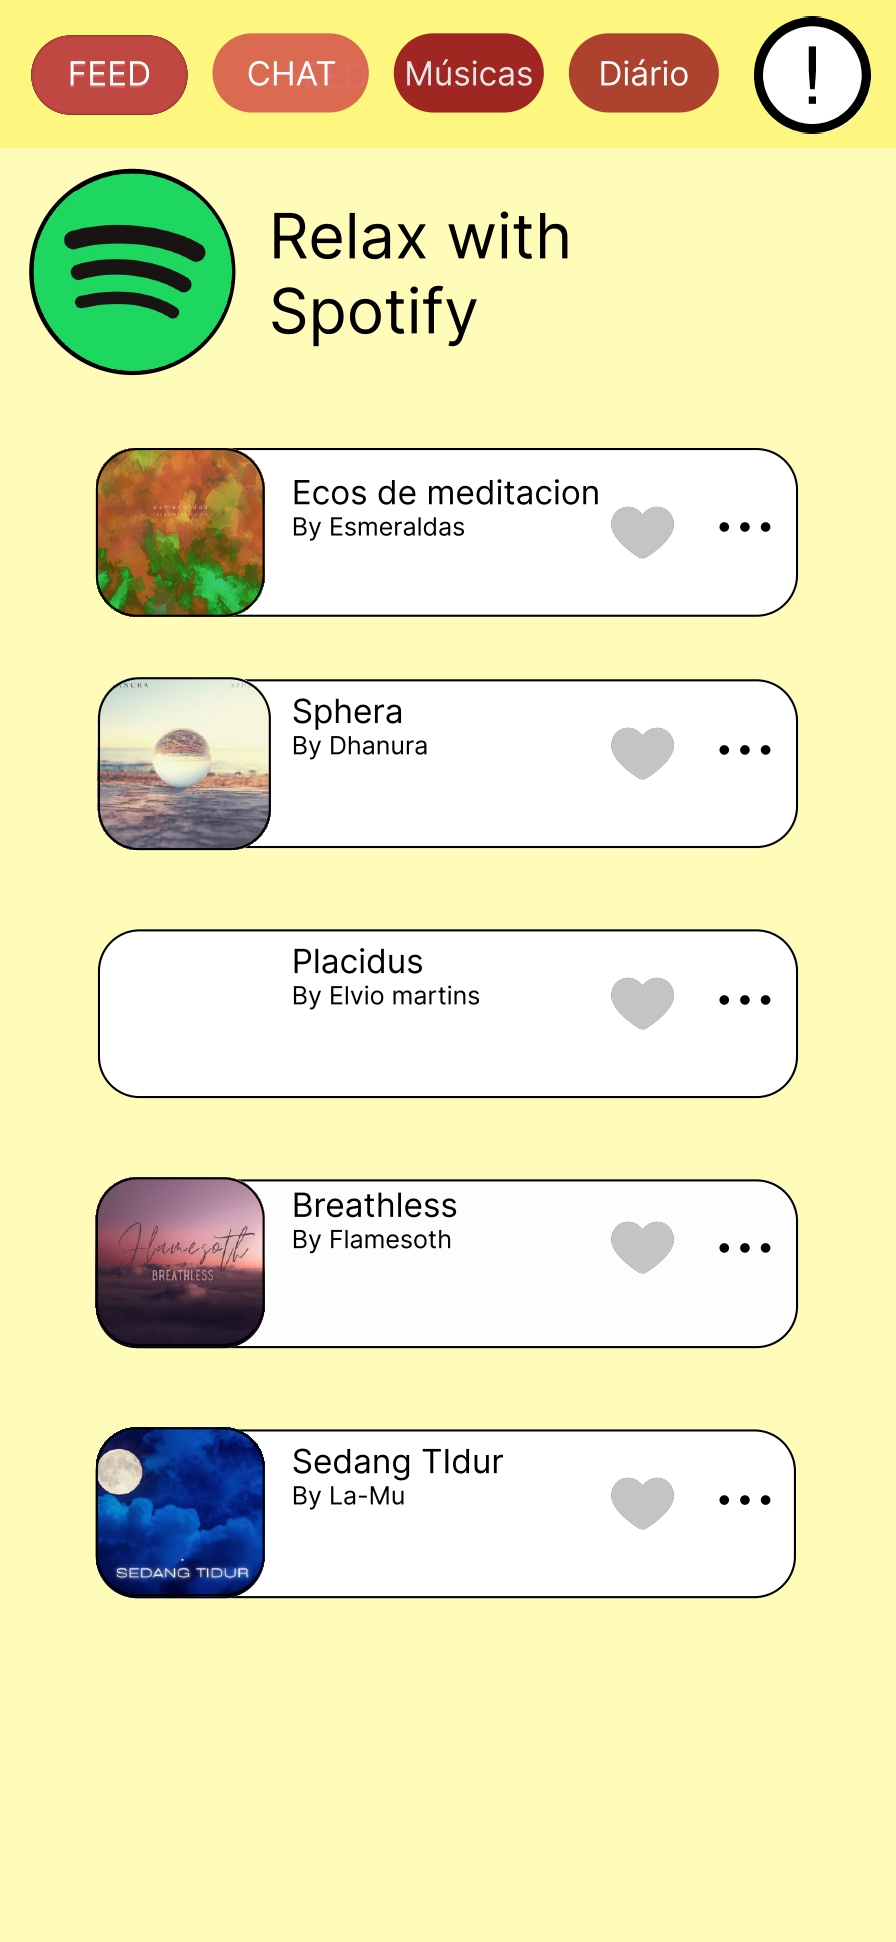 FEED
CHAT
Músicas
Diário
!
Relax with
Spotify
esmeraldas
Ecos de meditacion
By Esmeraldas
Sphera
By Dhanura
Placidus
By Elvio martins
Flamesoth
BREATHLESS
Breathless
By Flamesoth
Sedang TIdur
By La-Mu
SEDANG TIDUR